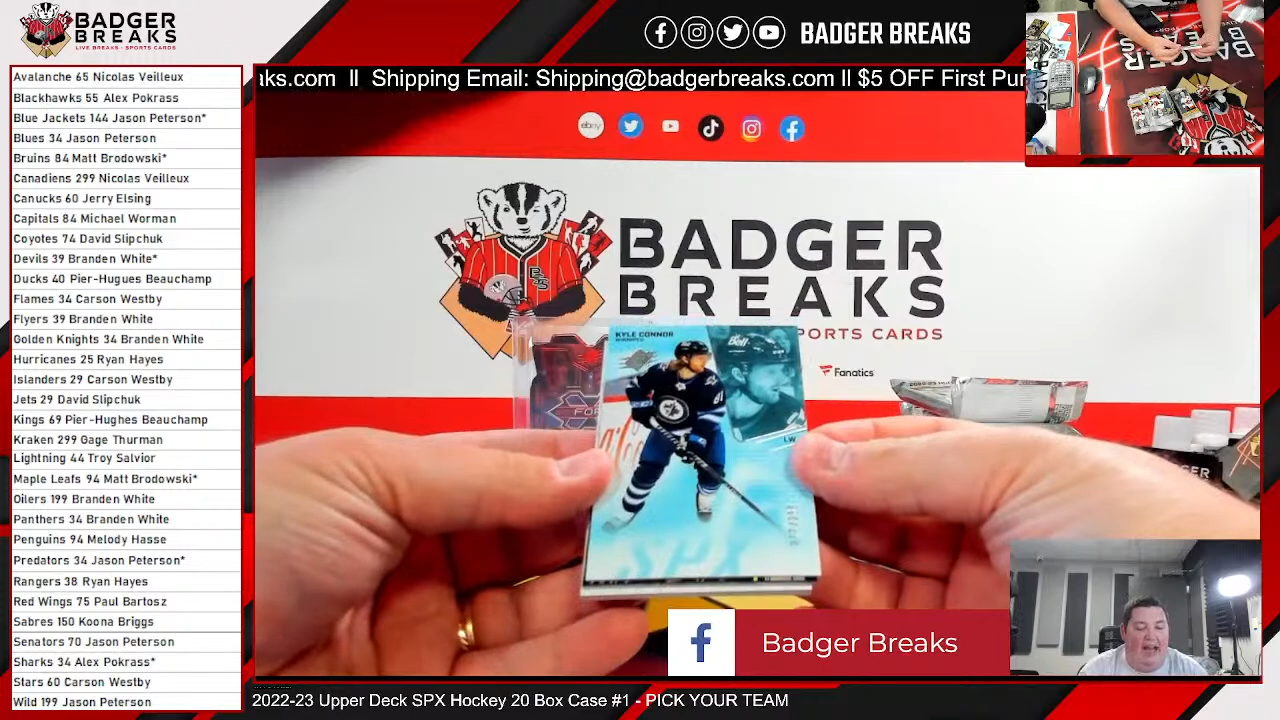 BADGER
BREAKS
LIVE BREAKS - SPORTS CARDS
BADGER BREAKS
aks.com ll Shipping Email: Shipping@badgerbreaks.com ll $5 OFF First Pur
Avalanche 65 Nicolas Veilleux
Blackhawks 55 Alex Pokrass
Blue Jackets 144 Jason Peterson*
Blues 34 Jason Peterson
Bruins 84 Matt Brodowski*
Canadiens 299 Nicolas Veilleux
Canucks 60 Jerry Elsing
Capitals 84 Michael Worman
Coyotes 74 David Slipchuk
Devils 39 Branden White*
Ducks 40 Pier-Hugues Beauchamp
Flames 34 Carson Westby
Flyers 39 Branden White
Golden Knights 34 Branden White
Hurricanes 25 Ryan Hayes
Islanders 29 Carson Westby
Jets 29 David Slipchuk
Kings 69 Pier-Hughes Beauchamp
Kraken 299 Gage Thurman
Lightning 44 Troy Salvior
Maple Leafs 94 Matt Brodowski*
Oilers 199 Branden White
Panthers 34 Branden White
Penguins 94 Melody Hasse
Predators 34 Jason Peterson*
Rangers 38 Ryan Hayes
Red Wings 75 Paul Bartosz
Sabres 150 Koona Briggs
Senators 70 Jason Peterson
Sharks 34 Alex Pokrass*
Stars 60 Carson Westby
Wild 199 Jason Peterson
ebay
BADGER
BREAKS
SPORTS CARDS
Fanatics
KYLE CONNOR
WINNIPEG
Bell
LW
SPX
Badger Breaks
2022-23 Upper Deck SPX Hockey 20 Box Case #1 - PICK YOUR TEAM